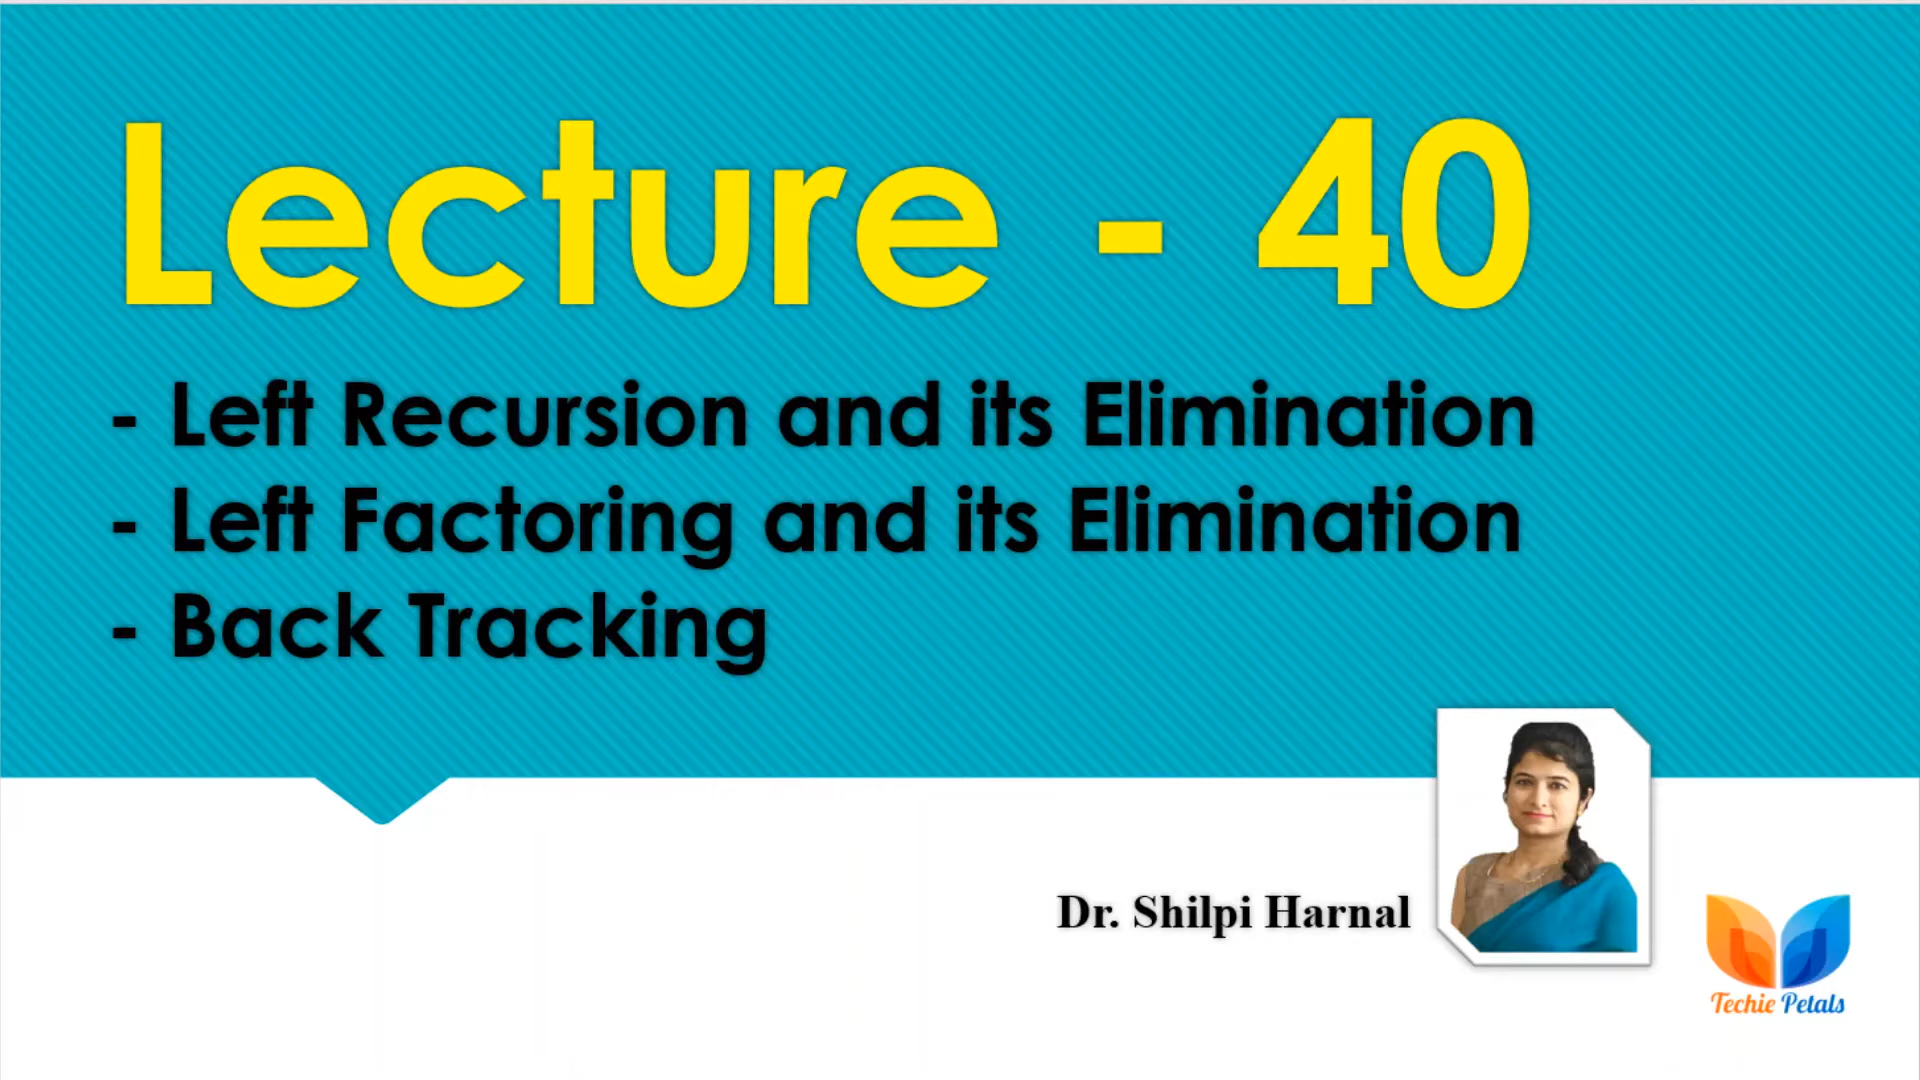 Lecture - 40
- Left Recursion and its Elimination
- Left Factoring and its Elimination
- Back Tracking
Dr. Shilpi Harnal
Techie Petals